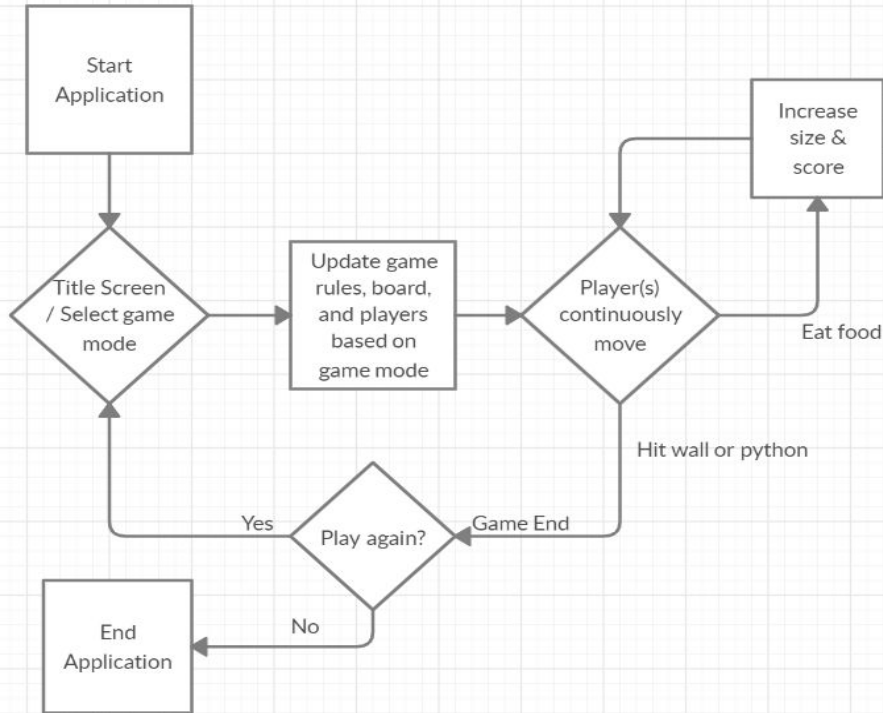 Start
Application
Increase
size &
score
Title Screen
/ Select game
mode
Update game
rules, board,
and players
based on
game mode
Player(s)
continuously
move
Eat food
Hit wall or python
Yes
Play again?
Game End
No
End
Application